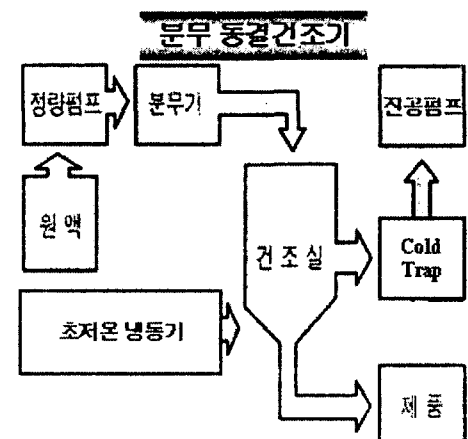 분무 동결건조기
정량펌프
분무기
진공펌프
원 액
건 조 실
Cold
Trap
초저온 냉동기
제 품